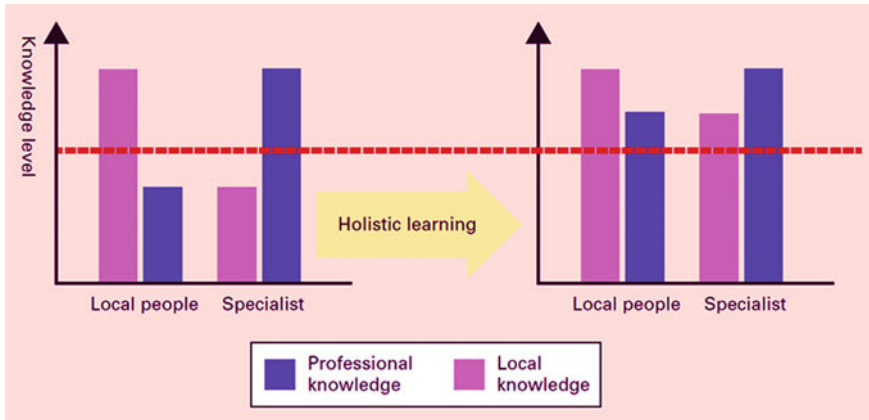 Knowledge level
Holistic learning
Local people
Specialist
Local people
Specialist
Professional
knowledge
Local
knowledge